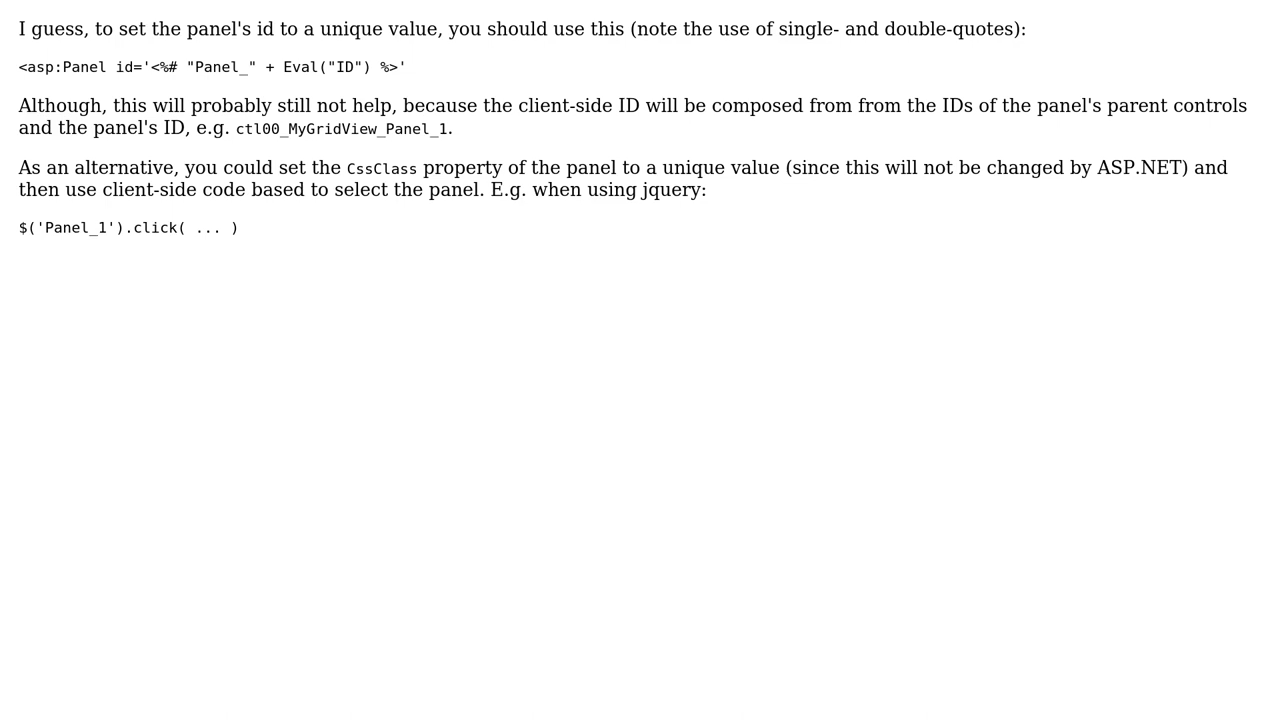 I guess, to set the panel's id to a unique value, you should use this (note the use of single- and double-quotes):
<asp:Panel id='<%# "Panel_" + Eval("ID") %>'
Although, this will probably still not help, because the client-side ID will be composed from from the IDs of the panel's parent controls
and the panel's ID, e.g. ctl00_MyGridView_Panel_1.
As an alternative, you could set the CssClass property of the panel to a unique value (since this will not be changed by ASP.NET) and
then use client-side code based to select the panel. E.g. when using jquery:
$('Panel_1').click( ... )